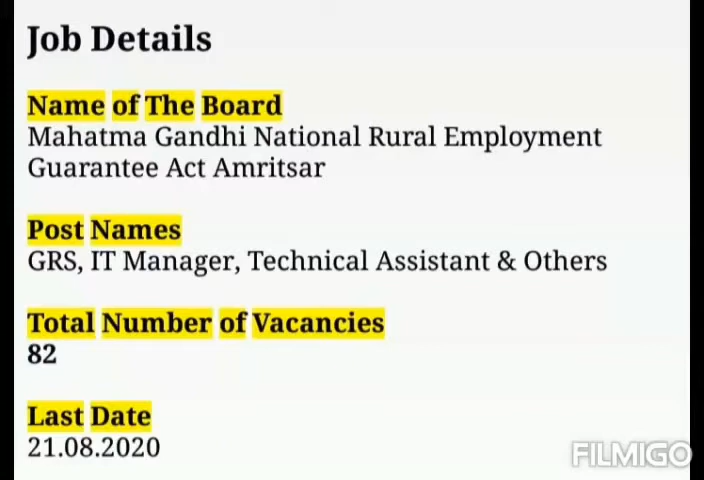 Job Details
Name of The Board
Mahatma Gandhi National Rural Employment
Guarantee Act Amritsar
Post Names
GRS, IT Manager, Technical Assistant & Others
Total Number of Vacancies
82
Last Date
21.08.2020
FILMIGO